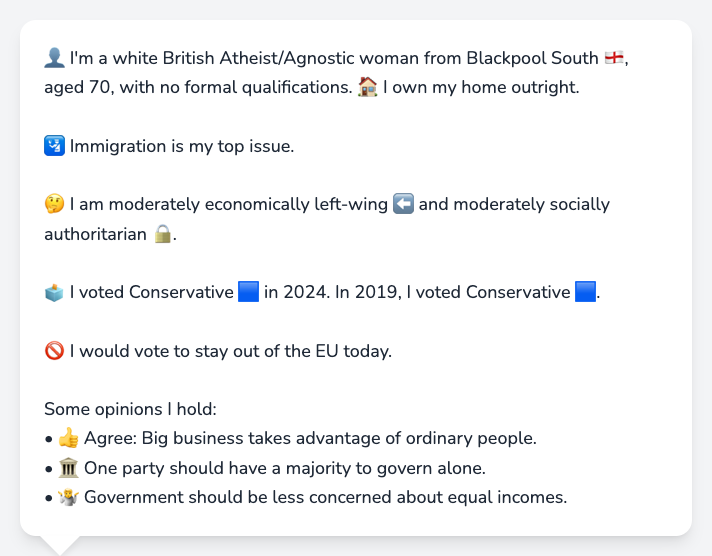 👤 I'm a white British Atheist/Agnostic woman from Blackpool South 🏴󠁧󠁢󠁥󠁮󠁧󠁿,
aged 70, with no formal qualifications. 🏠 I own my home outright.
🛂 Immigration is my top issue.
🤔 I am moderately economically left-wing ⬅️ and moderately socially
authoritarian 🔒.
🗳️ I voted Conservative 🟦 in 2024. In 2019, I voted Conservative 🟦.
🚫 I would vote to stay out of the EU today.
Some opinions I hold:
• 👍 Agree: Big business takes advantage of ordinary people.
• 🏛️ One party should have a majority to govern alone.
• 🤷 Government should be less concerned about equal incomes.